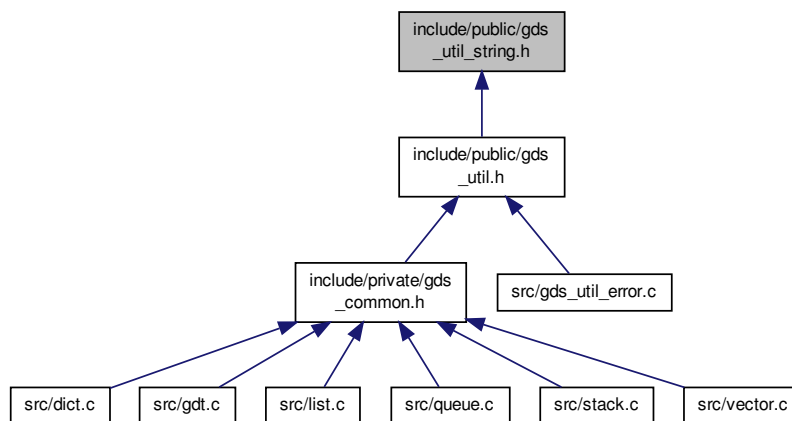 include/public/gds
_util_string.h
include/public/gds
_util.h
include/private/gds
_common.h
src/gds_util_error.c
src/dict.c
src/gdt.c
src/list.c
src/queue.c
src/stack.c
src/vector.c